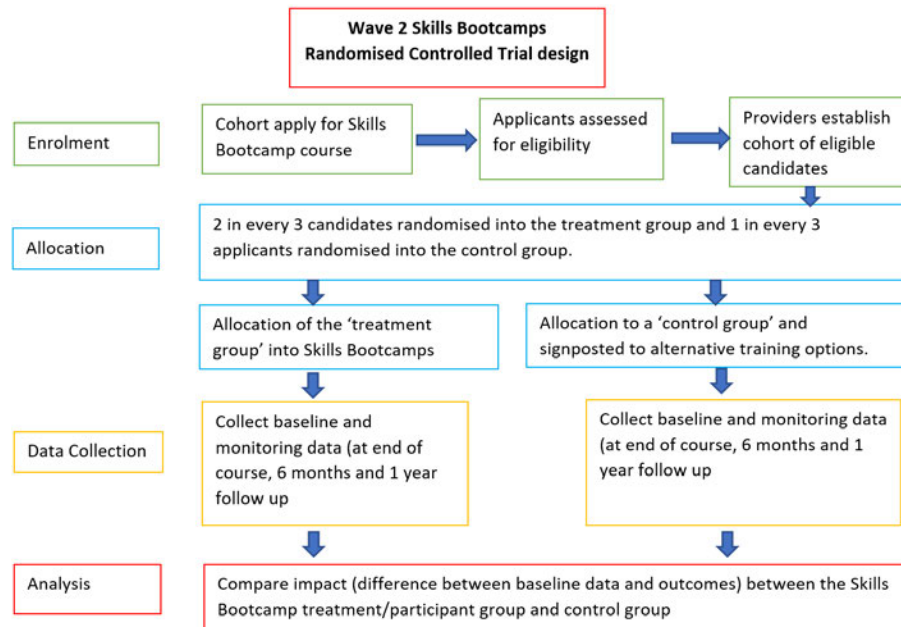 Wave 2 Skills Bootcamps
Randomised Controlled Trial design
Enrolment
Cohort apply for Skills
Bootcamp course
Applicants assessed
for eligibility
Providers establish
cohort of eligible
candidates
Allocation
2 in every 3 candidates randomised into the treatment group and 1 in every 3
applicants randomised into the control group.
Allocation of the ‘treatment
group’ into Skills Bootcamps
Allocation to a ‘control group’ and
signposted to alternative training options.
Data Collection
Collect baseline and
monitoring data (at end of
course, 6 months and 1 year
follow up
Collect baseline and monitoring data
(at end of course, 6 months and 1
year follow up
Analysis
Compare impact (difference between baseline data and outcomes) between the Skills
Bootcamp treatment/participant group and control group